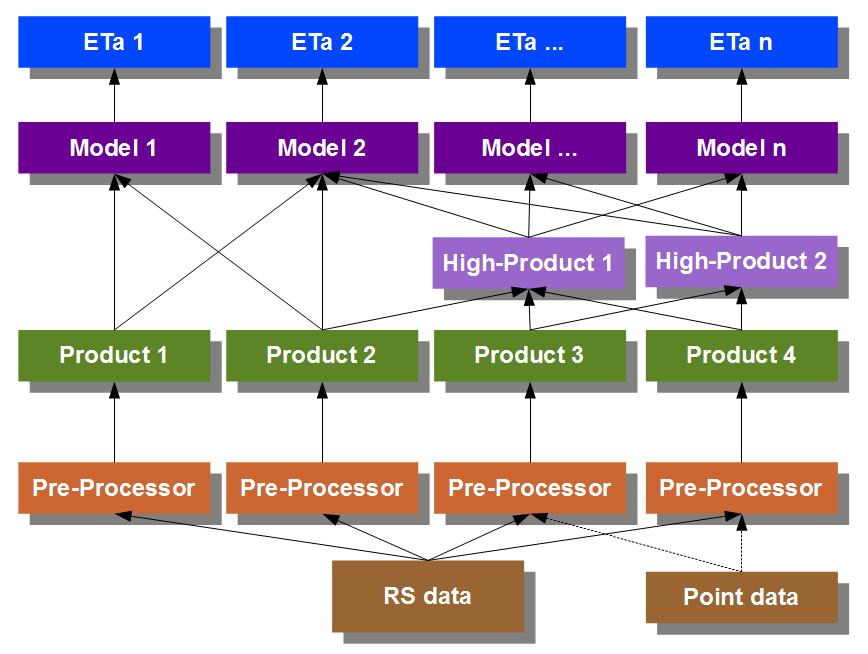 ETa 1
ETa 2
ETa ...
ETa n
Model 1
Model 2
Model ...
Model n
High-Product 1
High-Product 2
Product 1
Product 2
Product 3
Product 4
Pre-Processor
Pre-Processor
Pre-Processor
Pre-Processor
RS data
Point data